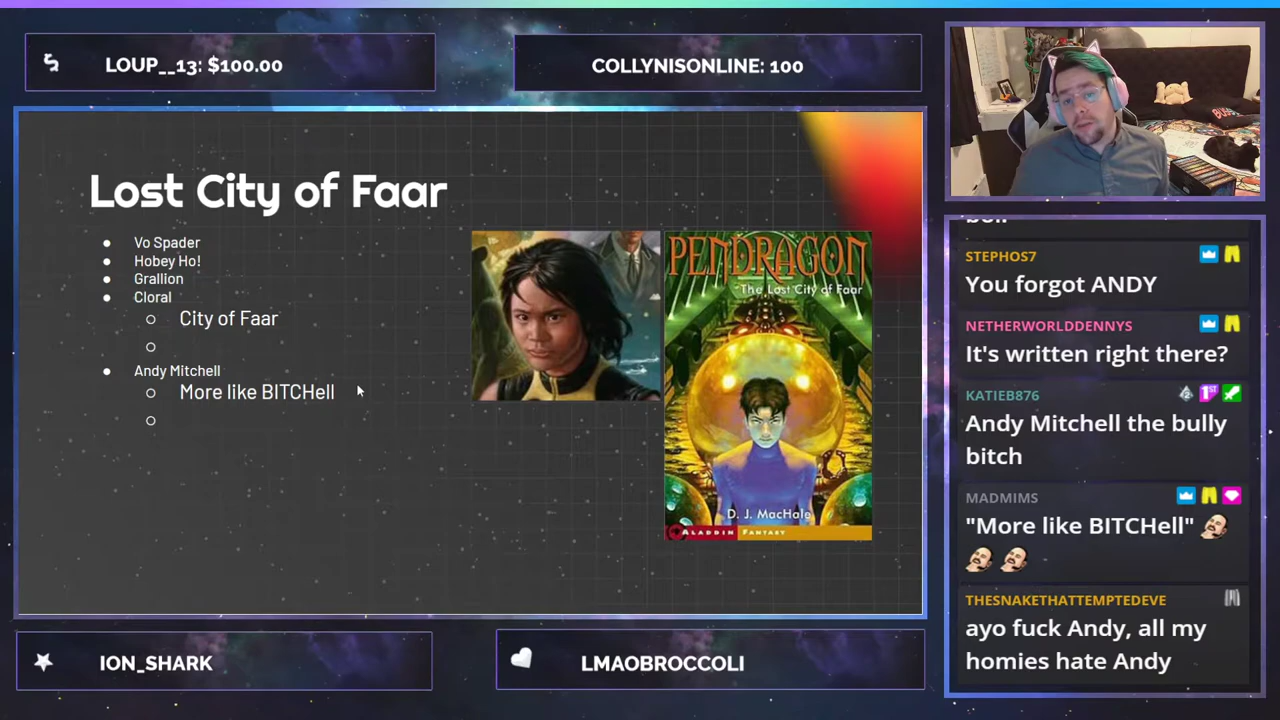 LOUP__13: $100.00
COLLYNISONLINE: 100
Lost City of Faar
Vo Spader
Hobey Ho!
Grallion
Cloral
City of Faar
Andy Mitchell
More like BITCHell
PENDRAGON
The Lost City of Faar
D. J. MacHale
ALADDIN FANTASY
STEPHOS7
You forgot ANDY
NETHERWORLDDENNYS
It's written right there?
KATIEB876
1ST
Andy Mitchell the bully
bitch
MADMIMS
"More like BITCHell"
THESNAKETHATTEMPTEDEVE
ayo fuck Andy, all my
homies hate Andy
ION_SHARK
LMAOBROCCOLI